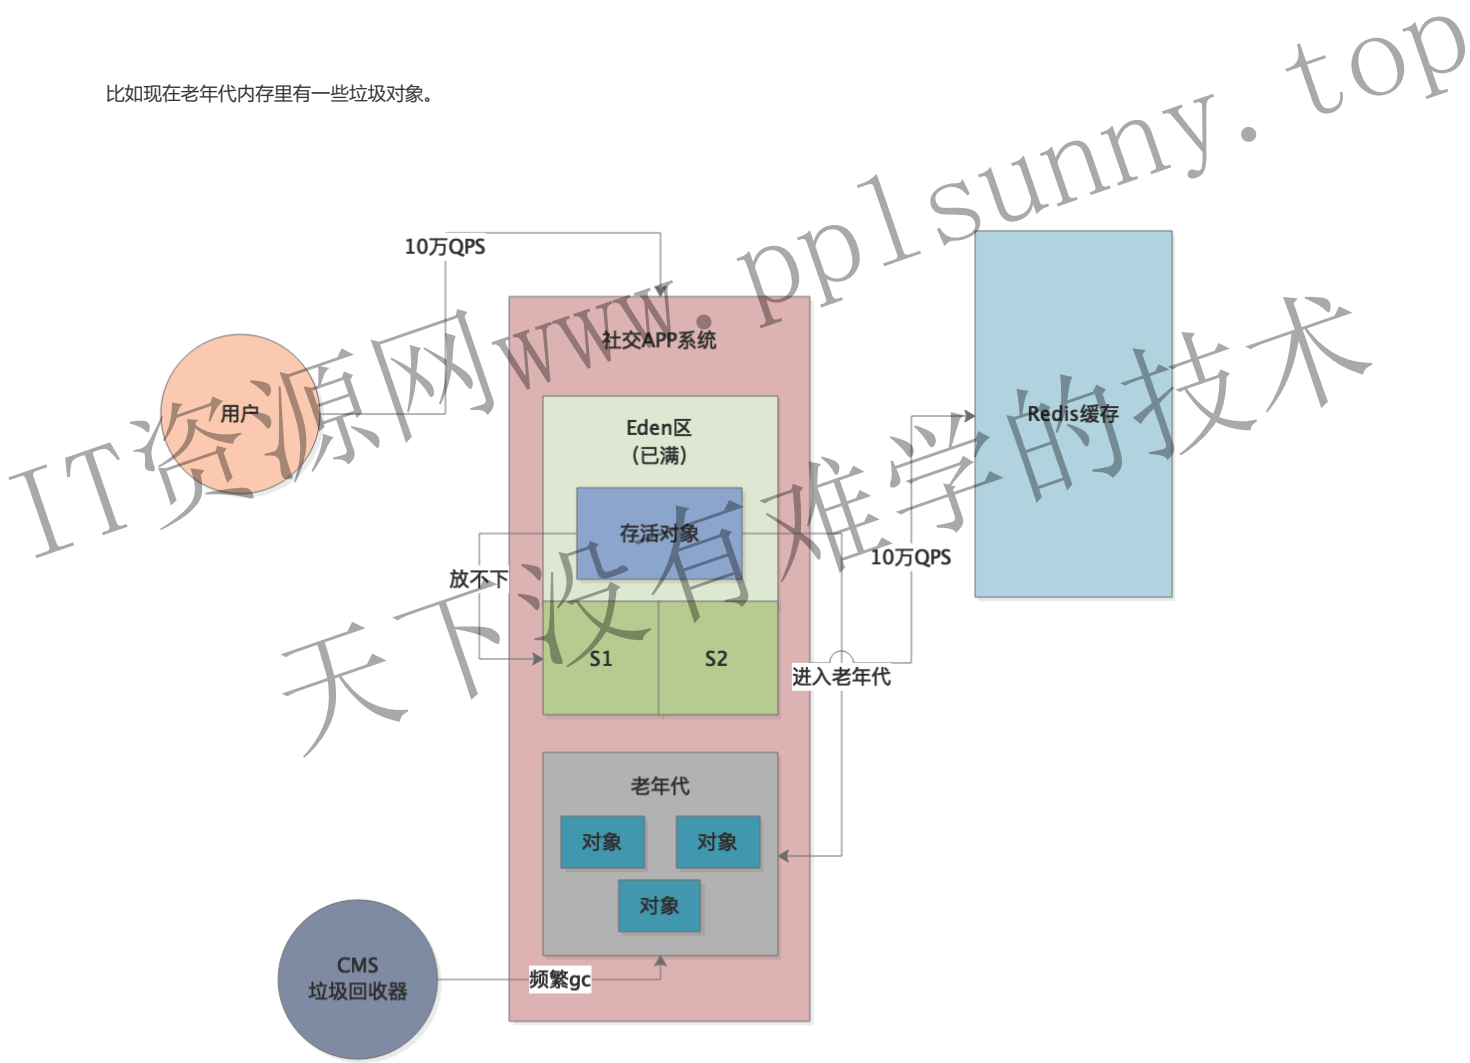 比如现在老年代内存里有一些垃圾对象。
10万QPS
社交APP系统
用户
Eden区
（已满）
Redis缓存
存活对象
放不下
10万QPS
S1
S2
进入老年代
老年代
对象
对象
对象
CMS
垃圾回收器
频繁gc
IT资源网www.pplsunny.top
天下没有难学的技术